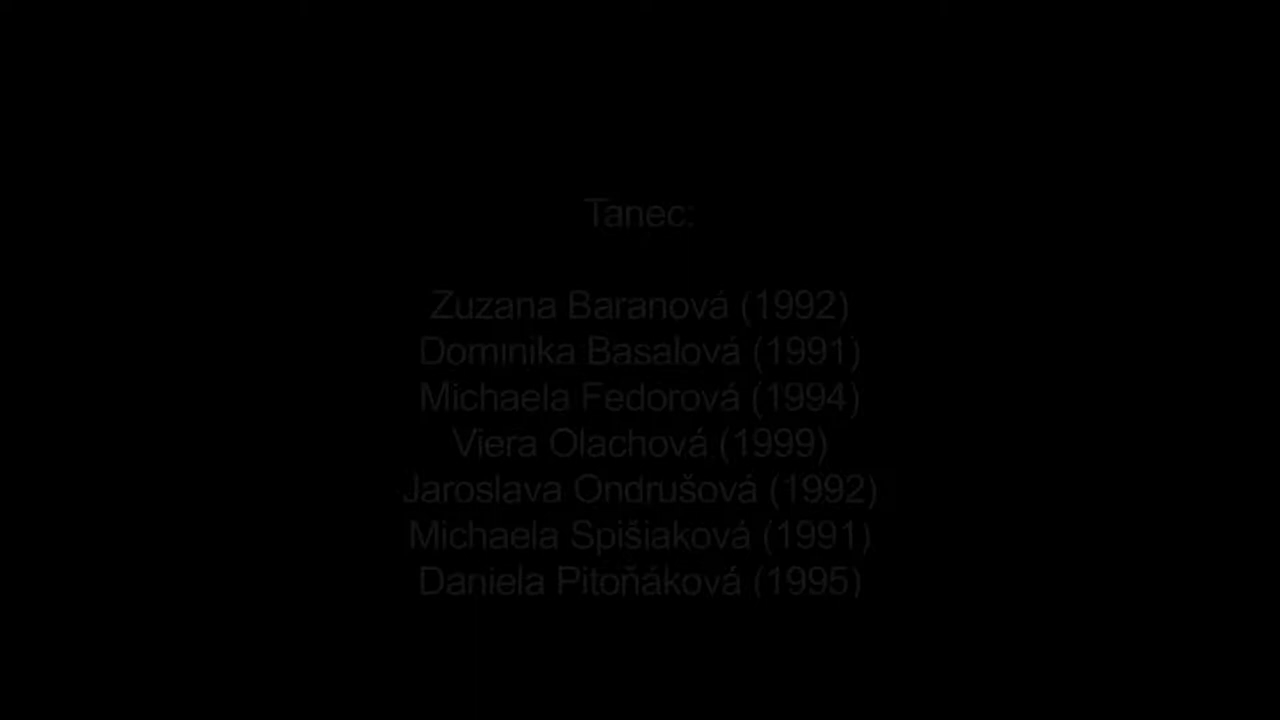 Tanec:
Zuzana Baranová (1992)
Dominika Basalová (1991)
Michaela Fedorová (1994)
Viera Olachová (1999)
Jaroslava Ondrušová (1992)
Michaela Spišiaková (1991)
Daniela Pitoňáková (1995)